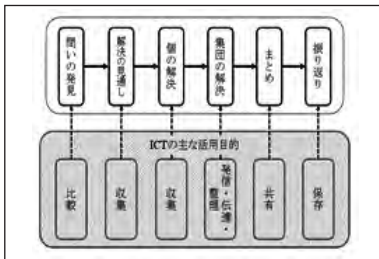 問いの発見
解決の見通し
個の解決
集団の解決
まとめ
振り返り
ICTの主な活用目的
比較
収集
収集
発信・伝達・
整理
共有
保存